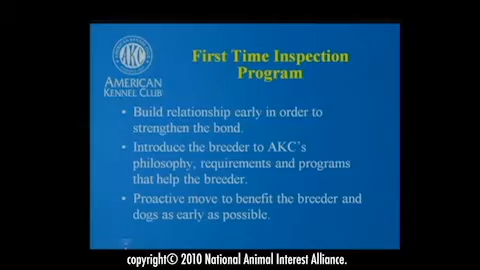 AKC
AMERICAN
KENNEL CLUB
First Time Inspection
Program
• Build relationship early in order to
strengthen the bond.
• Introduce the breeder to AKC's
philosophy, requirements and programs
that help the breeder.
• Proactive move to benefit the breeder and
dogs as early as possible.
copyright© 2010 National Animal Interest Alliance.